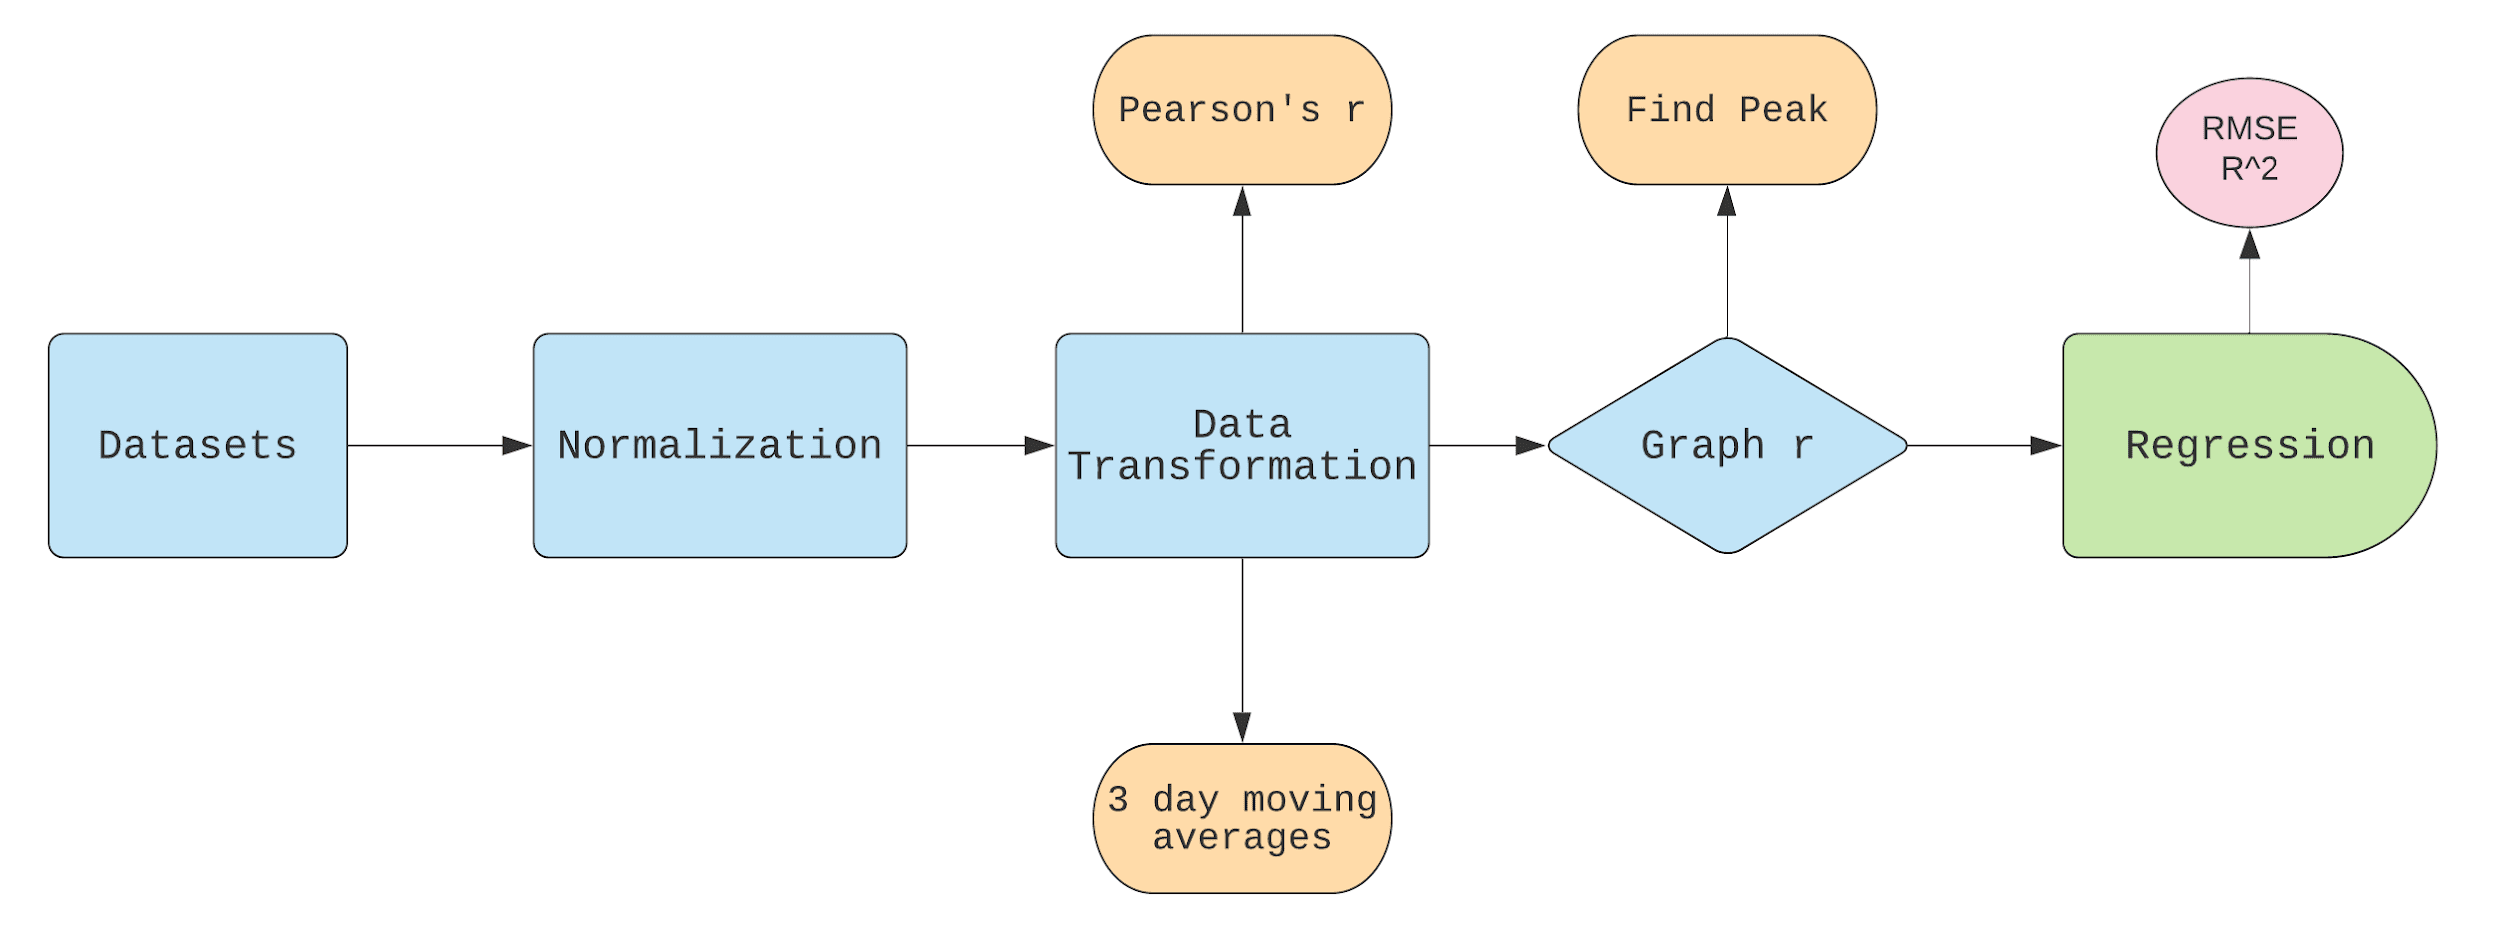 Pearson's r
Find Peak
RMSE
R^2
Datasets
Normalization
Data
Transformation
Graph r
Regression
3 day moving
averages